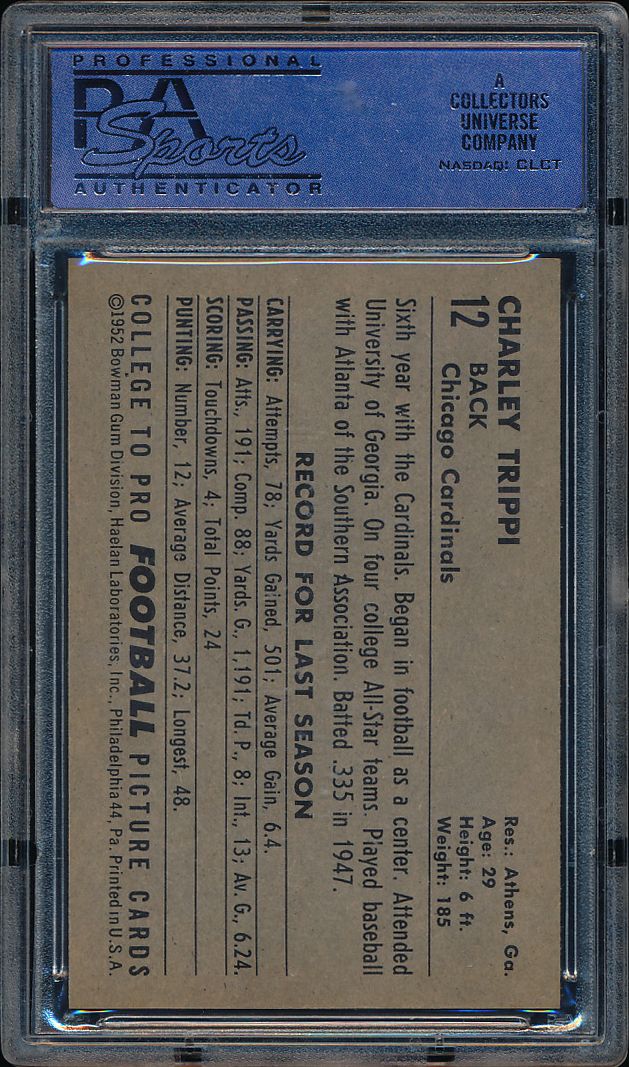 PROFESSIONAL
PSA
Sports
AUTHENTICATOR
A
COLLECTORS
UNIVERSE
COMPANY
NASDAQ: CLCT
CHARLEY TRIPPI
12 BACK
Chicago Cardinals
Res.: Athens, Ga.
Age: 29
Height: 6 ft.
Weight: 185
Sixth year with the Cardinals. Began in football as a center. Attended
University of Georgia. On four college All-Star teams. Played baseball
with Atlanta of the Southern Association. Batted .335 in 1947.
RECORD FOR LAST SEASON
CARRYING: Attempts, 78; Yards Gained, 501; Average Gain, 6.4.
PASSING: Atts., 191; Comp. 88; Yards. G., 1,191; Td. P., 8; Int., 13; Av. G., 6.24.
SCORING: Touchdowns, 4; Total Points, 24
PUNTING: Number, 12; Average Distance, 37.2; Longest, 48.
COLLEGE TO PRO FOOTBALL PICTURE CARDS
©1952 Bowman Gum Division, Haelan Laboratories, Inc., Philadelphia 44, Pa. Printed in U.S.A.